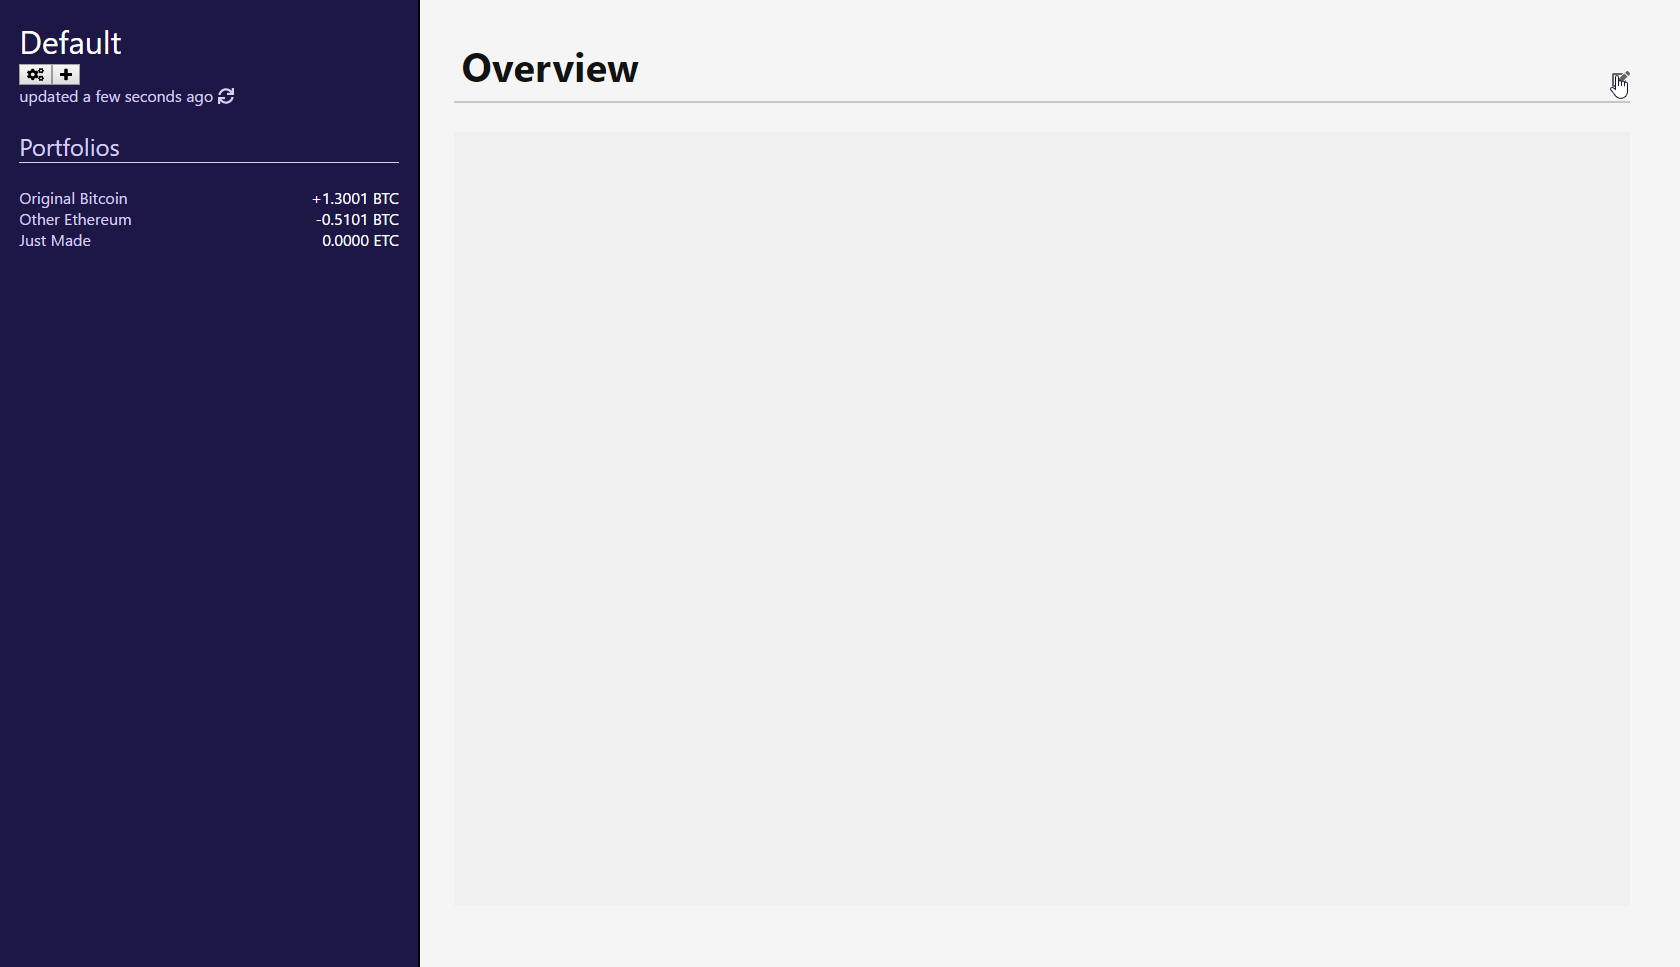 Default
updated a few seconds ago
Portfolios
Original Bitcoin +1.3001 BTC
Other Ethereum -0.5101 BTC
Just Made 0.0000 ETC
Overview